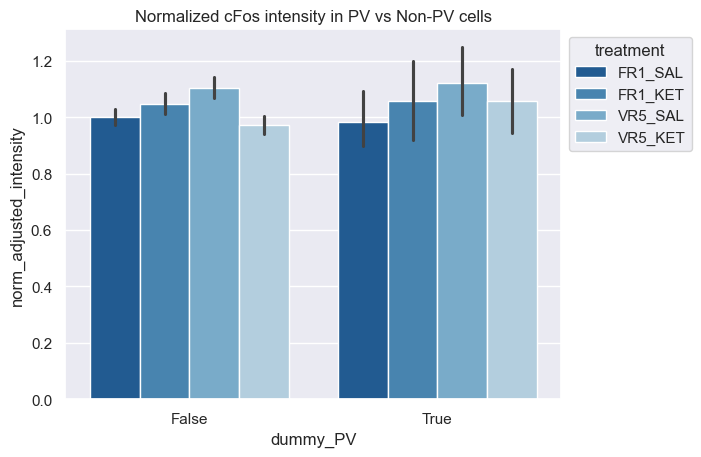 Normalized cFos intensity in PV vs Non-PV cells
norm_adjusted_intensity
1.2
1.0
0.8
0.6
0.4
0.2
0.0
False
True
dummy_PV
treatment
FR1_SAL
FR1_KET
VR5_SAL
VR5_KET